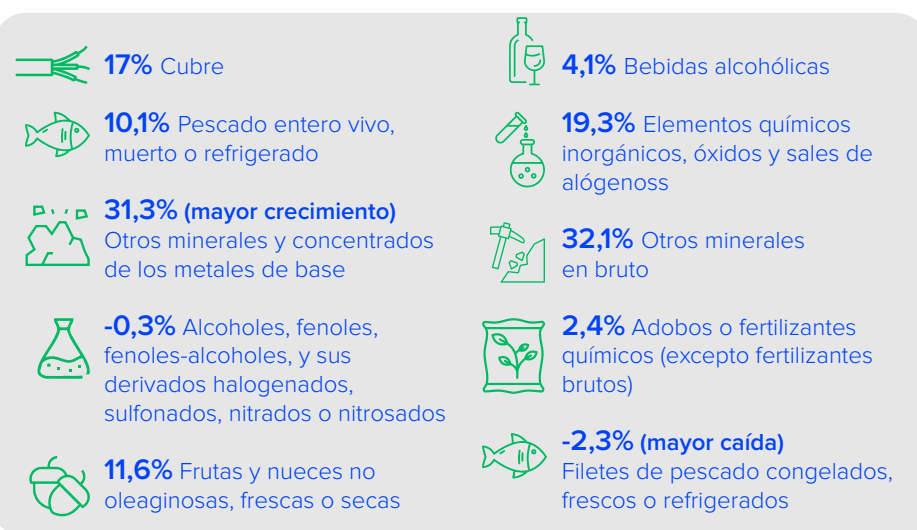 17% Cubre
10,1% Pescado entero vivo,
muerto o refrigerado
31,3% (mayor crecimiento)
Otros minerales y concentrados
de los metales de base
-0,3% Alcoholes, fenoles,
fenoles-alcoholes, y sus
derivados halogenados,
sulfonados, nitrados o nitrosados
11,6% Frutas y nueces no
oleaginosas, frescas o secas
4,1% Bebidas alcohólicas
19,3% Elementos químicos
inorgánicos, óxidos y sales de
alógenoss
32,1% Otros minerales
en bruto
2,4% Adobos o fertilizantes
químicos (excepto fertilizantes
brutos)
-2,3% (mayor caída)
Filetes de pescado congelados,
frescos o refrigerados